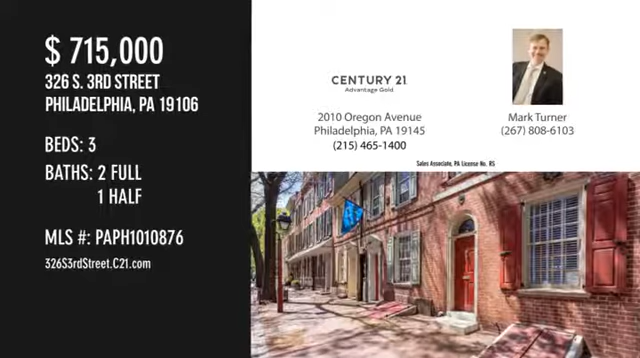 $ 715,000
326 S. 3RD STREET
PHILADELPHIA, PA 19106
BEDS: 3
BATHS: 2 FULL
1 HALF
MLS #: PAPH1010876
326S3rdStreet.C21.com
CENTURY 21
Advantage Gold
2010 Oregon Avenue
Philadelphia, PA 19145
(215) 465-1400
Mark Turner
(267) 808-6103
Sales Associate, PA License No. RS